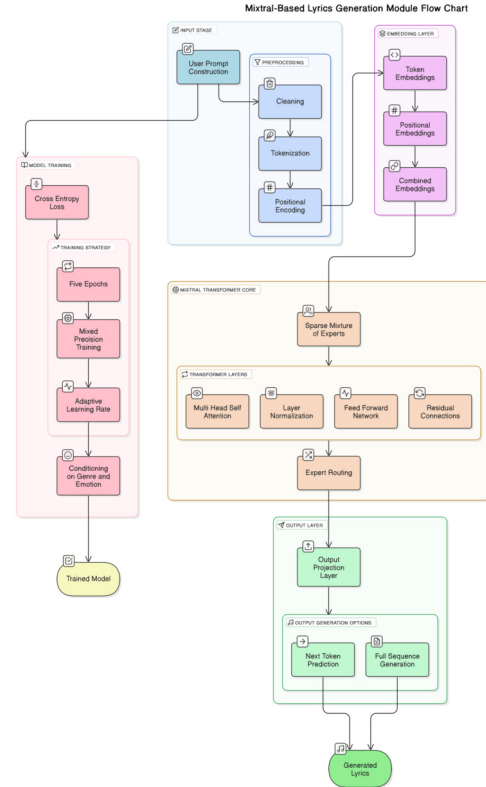 Mixtral-Based Lyrics Generation Module Flow Chart
INPUT STAGE
User Prompt
Construction
PREPROCESSING
Cleaning
Tokenization
Positional
Encoding
EMBEDDING LAYER
Token
Embeddings
Positional
Embeddings
Combined
Embeddings
MODEL TRAINING
Cross Entropy
Loss
TRAINING STRATEGY
Five Epochs
Mixed
Precision
Training
Adaptive
Learning Rate
Conditioning
on Genre and
Emotion
Trained Model
MIXTRAL TRANSFORMER CORE
Sparse Mixture
of Experts
TRANSFORMER LAYERS
Multi Head Self
Attention
Layer
Normalization
Feed Forward
Network
Residual
Connections
Expert Routing
OUTPUT LAYER
Output
Projection
Layer
OUTPUT GENERATION OPTIONS
Next Token
Prediction
Full Sequence
Generation
Generated
Lyrics